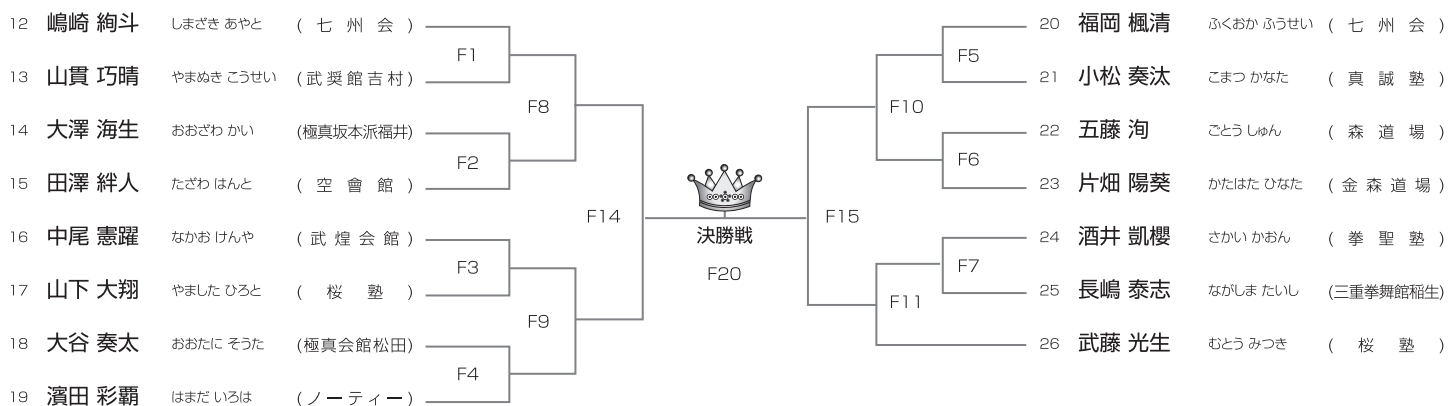 12 嶋崎 絢斗 しまざき あやと (七州会)
13 山貫 巧晴 やまぬき こうせい (武奨館吉村)
14 大澤 海生 おおざわ かい (極真坂本派福井)
15 田澤 絆人 たざわ はんと (空會館)
16 中尾 憲躍 なかお けんや (武煌会館)
17 山下 大翔 やました ひろと (桜塾)
18 大谷 奏太 おおたに そうた (極真会館松田)
19 濱田 彩覇 はまだ いろは (ノーティー)
F1
F2
F3
F4
F8
F9
F14
決勝戦
F20
F15
F10
F11
F5
F6
F7
20 福岡 楓清 ふくおか ふうせい (七州会)
21 小松 奏汰 こまつ かなた (真誠塾)
22 五藤 洵 ごとう しゅん (森道場)
23 片畑 陽葵 かたはた ひなた (金森道場)
24 酒井 凱櫻 さかい かおん (拳聖塾)
25 長嶋 泰志 ながしま たいし (三重拳舞館稲生)
26 武藤 光生 むとう みつき (桜塾)